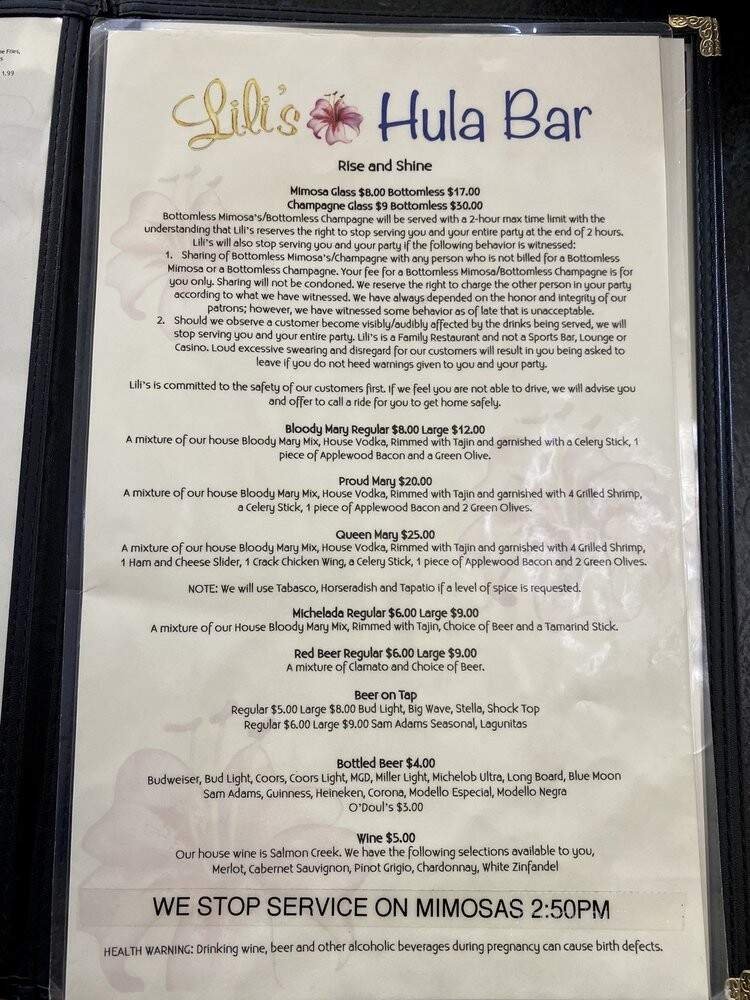 ne Fries,
s
1.99
Lili's Hula Bar
Rise and Shine
Mimosa Glass $8.00 Bottomless $17.00
Champagne Glass $9 Bottomless $30.00
Bottomless Mimosa's/Bottomless Champagne will be served with a 2-hour max time limit with the
understanding that Lili's reserves the right to stop serving you and your entire party at the end of 2 hours.
Lili's will also stop serving you and your party if the following behavior is witnessed:
1. Sharing of Bottomless Mimosa's/Champagne with any person who is not billed for a Bottomless
Mimosa or a Bottomless Champagne. Your fee for a Bottomless Mimosa/Bottomless Champagne is for
you only. Sharing will not be condoned. We reserve the right to charge the other person in your party
according to what we have witnessed. We have always depended on the honor and integrity of our
patrons; however, we have witnessed some behavior as of late that is unacceptable.
2. Should we observe a customer become visibly/audibly affected by the drinks being served, we will
stop serving you and your entire party. Lili's is a Family Restaurant and not a Sports Bar, Lounge or
Casino. Loud excessive swearing and disregard for our customers will result in you being asked to
leave if you do not heed warnings given to you and your party.
Lili's is committed to the safety of our customers first. If we feel you are not able to drive, we will advise you
and offer to call a ride for you to get home safely.
Bloody Mary Regular $8.00 Large $12.00
A mixture of our house Bloody Mary Mix, House Vodka, Rimmed with Tajin and garnished with a Celery Stick, 1
piece of Applewood Bacon and a Green Olive.
Proud Mary $20.00
A mixture of our house Bloody Mary Mix, House Vodka, Rimmed with Tajin and garnished with 4 Grilled Shrimp,
a Celery Stick, 1 piece of Applewood Bacon and 2 Green Olives.
Queen Mary $25.00
A mixture of our house Bloody Mary Mix, House Vodka, Rimmed with Tajin and garnished with 4 Grilled Shrimp,
1 Ham and Cheese Slider, 1 Crack Chicken Wing, a Celery Stick, 1 piece of Applewood Bacon and 2 Green Olives.
NOTE: We will use Tabasco, Horseradish and Tapatio if a level of spice is requested.
Michelada Regular $6.00 Large $9.00
A mixture of our House Bloody Mary Mix, Rimmed with Tajin, Choice of Beer and a Tamarind Stick.
Red Beer Regular $6.00 Large $9.00
A mixture of Clamato and Choice of Beer.
Beer on Tap
Regular $5.00 Large $8.00 Bud Light, Big Wave, Stella, Shock Top
Regular $6.00 Large $9.00 Sam Adams Seasonal, Lagunitas
Bottled Beer $4.00
Budweiser, Bud Light, Coors, Coors Light, MGD, Miller Light, Michelob Ultra, Long Board, Blue Moon
Sam Adams, Guinness, Heineken, Corona, Modello Especial, Modello Negra
O'Doul's $3.00
Wine $5.00
Our house wine is Salmon Creek. We have the following selections available to you,
Merlot, Cabernet Sauvignon, Pinot Grigio, Chardonnay, White Zinfandel
WE STOP SERVICE ON MIMOSAS 2:50PM
HEALTH WARNING: Drinking wine, beer and other alcoholic beverages during pregnancy can cause birth defects.